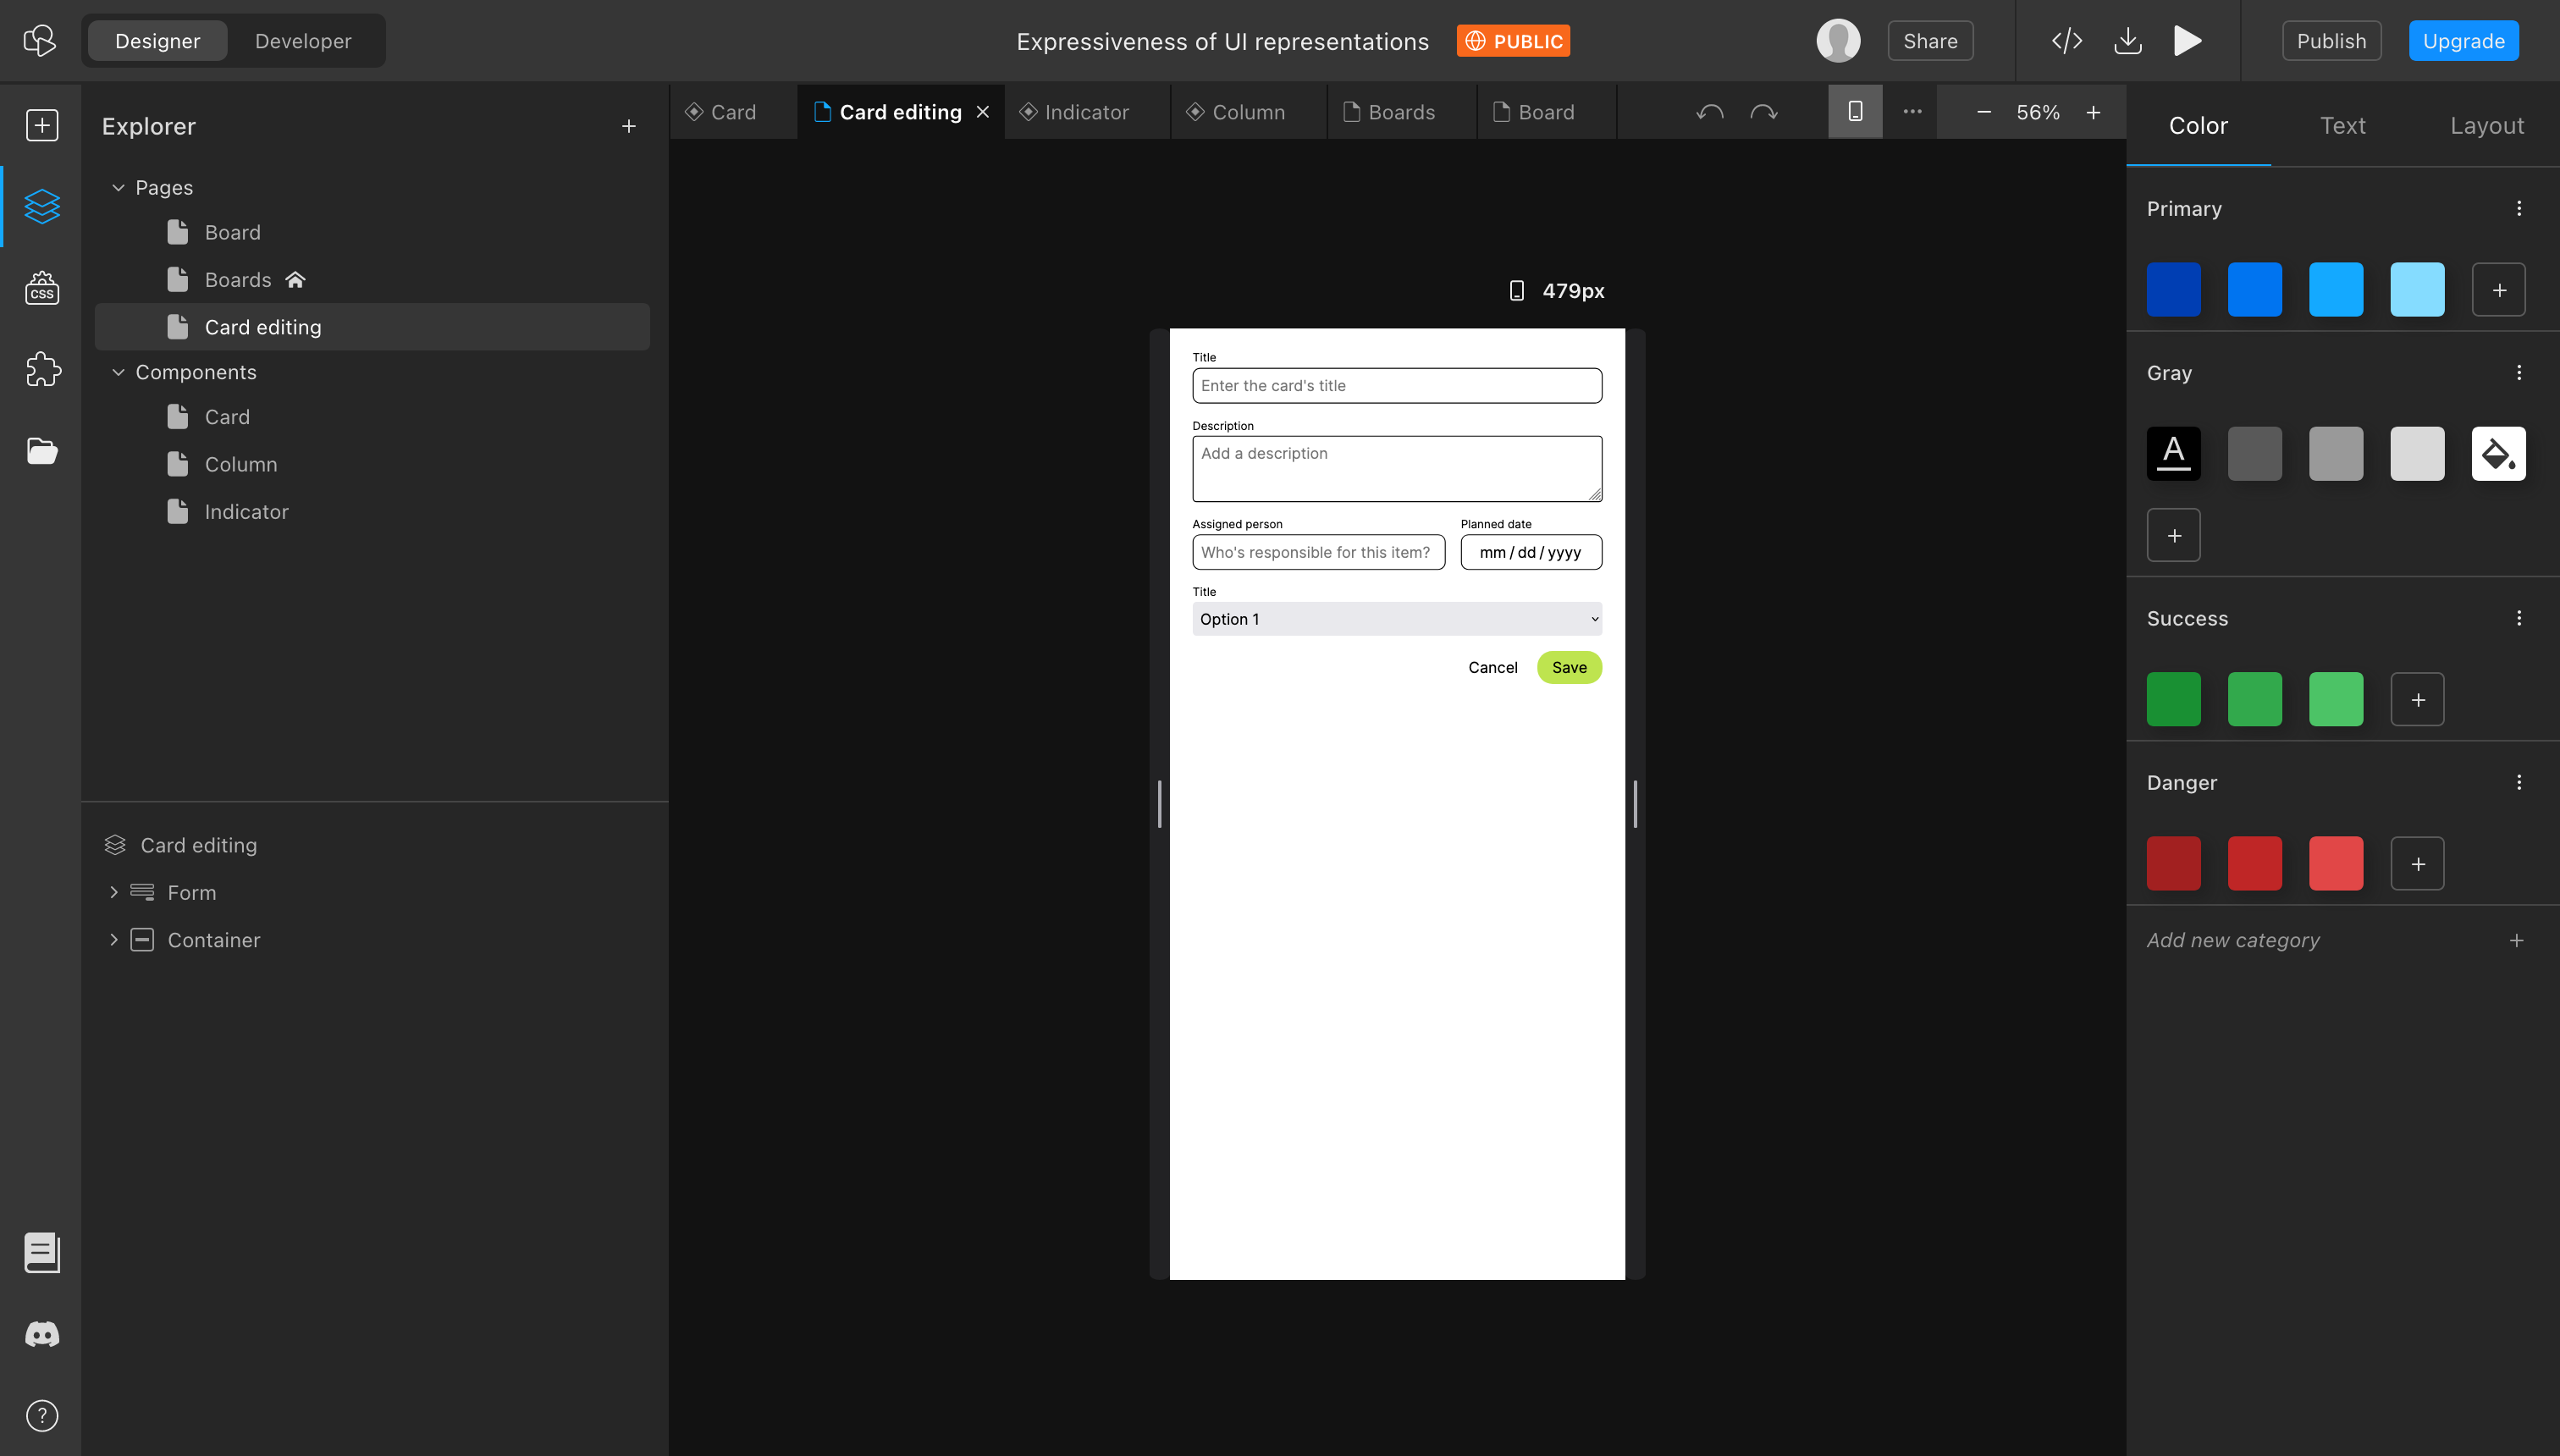 Designer
Developer
Expressiveness of UI representations
PUBLIC
Share
Publish
Upgrade
Explorer
Pages
Board
Boards
Card editing
Components
Card
Column
Indicator
CSS
Card editing
Form
Container
Card
Card editing
Indicator
Column
Boards
Board
56%
479px
Title
Enter the card's title
Description
Add a description
Assigned person
Planned date
Who's responsible for this item?
mm / dd / yyyy
Title
Option 1
Cancel
Save
Color
Text
Layout
Primary
Gray
A
Success
Danger
Add new category